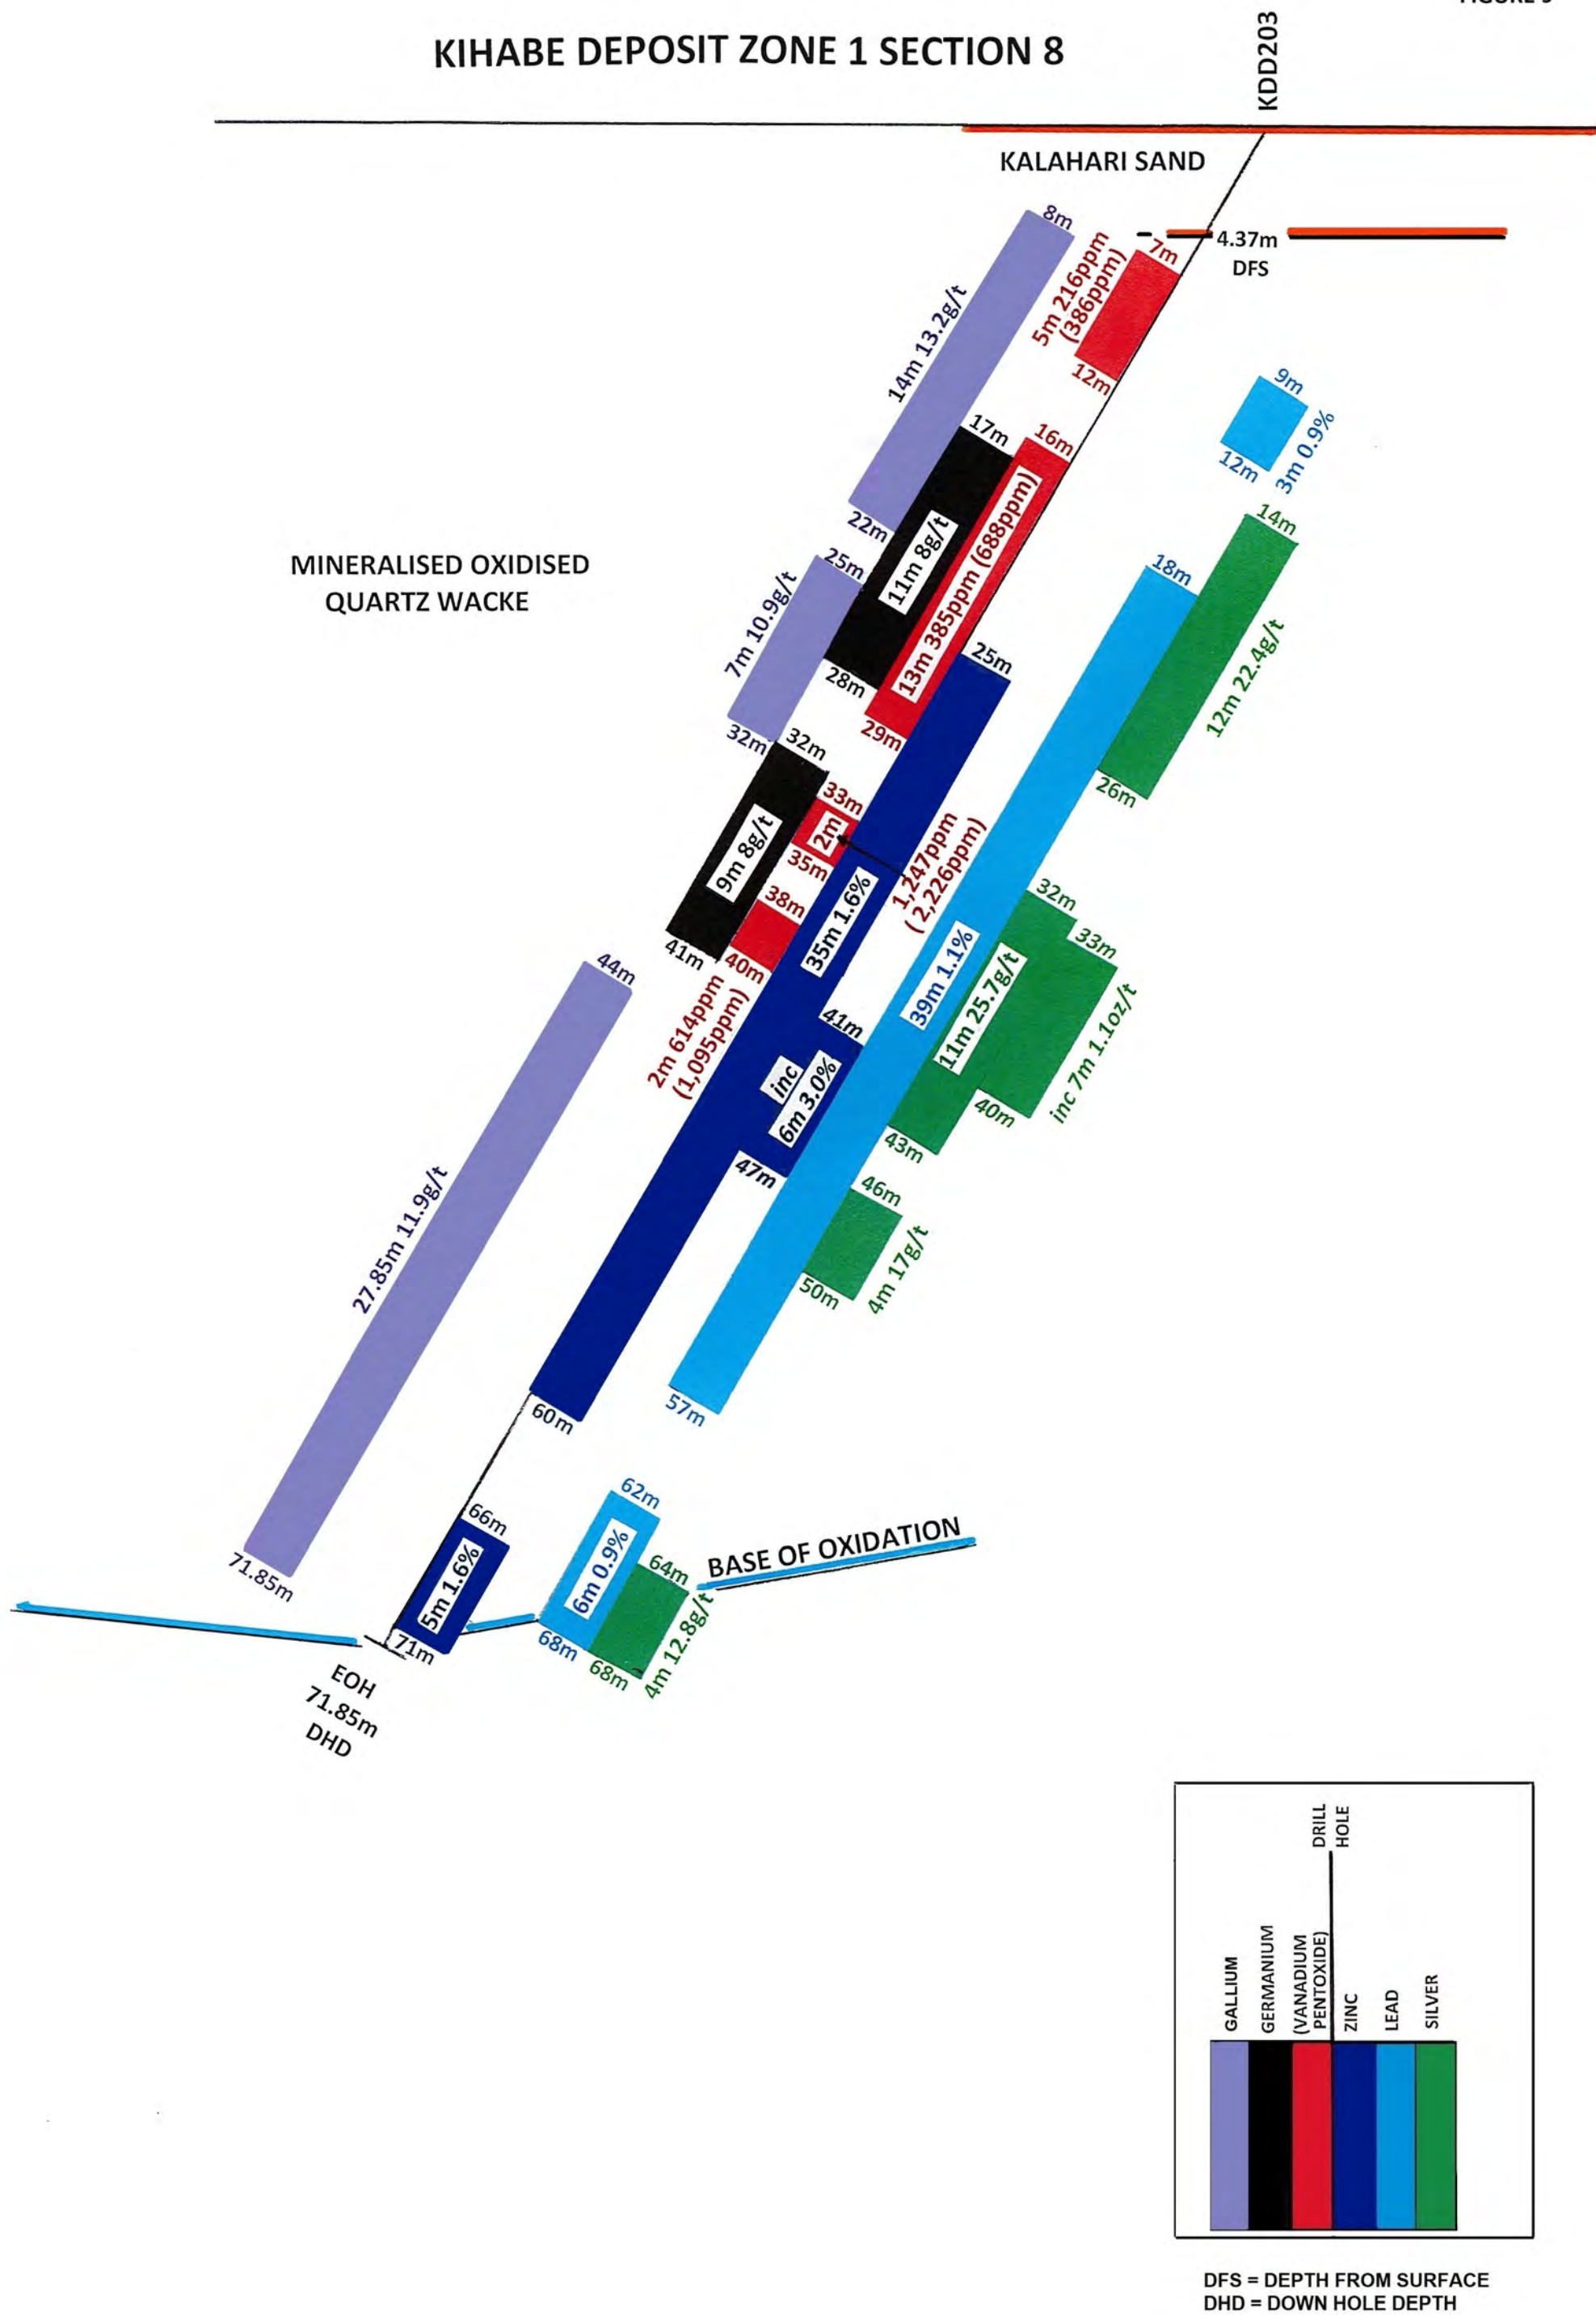 KIHABE DEPOSIT ZONE 1 SECTION 8
KDD203
KALAHARI SAND
4.37m
DFS
8m
14m 13.2g/t
22m
7m
5m 216ppm
(386ppm)
12m
9m
3m 0.9%
12m
17m
11m 8g/t
28m
16m
13m 385ppm (688ppm)
29m
14m
12m 22.4g/t
26m
MINERALISED OXIDISED
QUARTZ WACKE
25m
7m 10.9g/t
32m
18m
39m 1.1%
57m
25m
35m 1.6%
60m
32m
9m 8g/t
41m
33m
2m
35m
1,247ppm
(2,226ppm)
38m
40m
2m 614ppm
(1,095ppm)
32m
33m
11m 25.7g/t
inc 7m 1.1oz/t
40m
43m
41m
inc
6m 3.0%
47m
44m
27.85m 11.9g/t
71.85m
46m
4m 17g/t
50m
66m
5m 1.6%
71m
62m
6m 0.9%
68m
64m
4m 12.8g/t
68m
BASE OF OXIDATION
EOH
71.85m
DHD
DRILL
HOLE
GALLIUM
GERMANIUM
(VANADIUM
PENTOXIDE)
ZINC
LEAD
SILVER
DFS = DEPTH FROM SURFACE
DHD = DOWN HOLE DEPTH